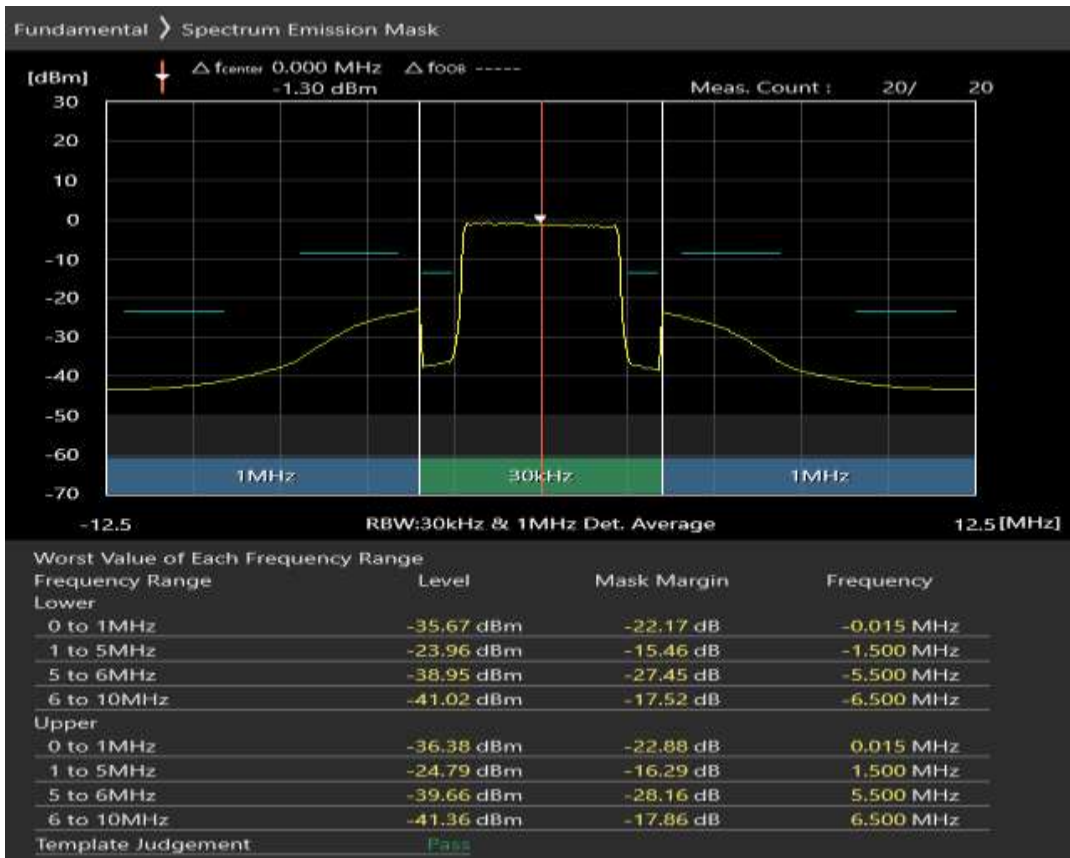 Fundamental 〉 Spectrum Emission Mask
[dBm] △ fcenter 0.000 MHz △ fOOB -----
-1.30 dBm Meas. Count : 20/ 20
30
20
10
0
-10
-20
-30
-40
-50
-60
1MHz 30kHz 1MHz
-70
-12.5 RBW:30kHz & 1MHz Det. Average 12.5 [MHz]
Worst Value of Each Frequency Range
Frequency Range Level Mask Margin Frequency
Lower
0 to 1MHz -35.67 dBm -22.17 dB -0.015 MHz
1 to 5MHz -23.96 dBm -15.46 dB -1.500 MHz
5 to 6MHz -38.95 dBm -27.45 dB -5.500 MHz
6 to 10MHz -41.02 dBm -17.52 dB -6.500 MHz
Upper
0 to 1MHz -36.38 dBm -22.88 dB 0.015 MHz
1 to 5MHz -24.79 dBm -16.29 dB 1.500 MHz
5 to 6MHz -39.66 dBm -28.16 dB 5.500 MHz
6 to 10MHz -41.36 dBm -17.86 dB 6.500 MHz
Template Judgement Pass